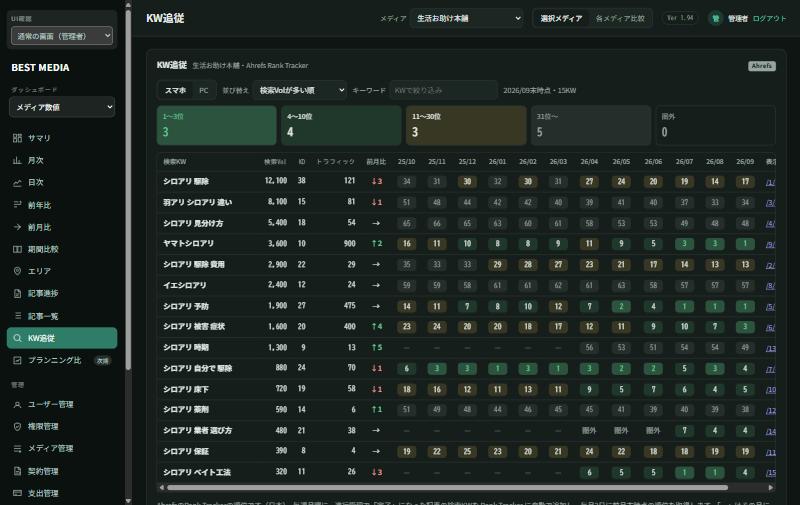 UI確認
通常の画面（管理者）
BEST MEDIA
ダッシュボード
メディア数値
サマリ
月次
日次
前年比
前月比
期間比較
エリア
記事進捗
記事一覧
KW追従
プランニング比 次期
管理
ユーザー管理
権限管理
メディア管理
契約管理
支出管理
KW追従
メディア 生活お助け本舗 選択メディア 各メディア比較 Ver 1.94 管 管理者 ログアウト
KW追従 生活お助け本舗・Ahrefs Rank Tracker Ahrefs
スマホ PC 並び替え 検索Volが多い順 キーワード KWで絞り込み 2026/09末時点・15KW
1〜3位 4〜10位 11〜30位 31位〜 圏外
3 4 3 5 0
検索KW 検索Vol ID トラフィック 前月比 25/10 25/11 25/12 26/01 26/02 26/03 26/04 26/05 26/06 26/07 26/08 26/09
シロアリ 駆除 12,100 38 121 ↓3 34 31 30 32 30 31 27 24 20 19 14 17 /1/
羽アリ シロアリ 違い 8,100 15 81 ↓1 51 48 44 42 42 40 39 41 40 37 33 34 /3/
シロアリ 見分け方 5,400 18 54 → 65 66 65 63 60 61 58 53 53 49 48 48 /4/
ヤマトシロアリ 3,600 10 900 ↑2 16 11 10 8 8 9 11 9 5 3 3 1 /9/
シロアリ 駆除 費用 2,900 22 29 → 35 33 33 29 28 27 23 21 17 14 13 13 /2/
イエシロアリ 2,400 12 24 → 59 59 58 61 61 62 61 63 58 57 57 57 /8/
シロアリ 予防 1,900 27 475 → 14 11 7 8 10 12 7 2 4 1 1 1 /5/
シロアリ 被害 症状 1,600 20 400 ↑4 23 24 20 20 18 17 12 11 9 10 7 3 /6/
シロアリ 時期 1,300 9 13 ↑5 — — — — — — 56 53 51 54 54 49 /13
シロアリ 自分で 駆除 880 24 70 ↓1 6 3 3 1 3 1 3 2 2 5 3 4 /7/
シロアリ 床下 720 19 58 ↓1 18 16 12 11 13 11 9 5 7 6 4 5 /10
シロアリ 薬剤 590 14 6 ↑1 51 49 48 44 46 45 45 41 39 40 39 38 /12
シロアリ 業者 選び方 480 21 38 → — — — — — — 圏外 圏外 圏外 7 4 4 /14
シロアリ 保証 390 8 4 → 19 22 25 23 20 21 24 22 18 18 19 19 /11
シロアリ ベイト工法 320 11 26 ↓3 — — — — — — 6 5 5 1 1 4 /15